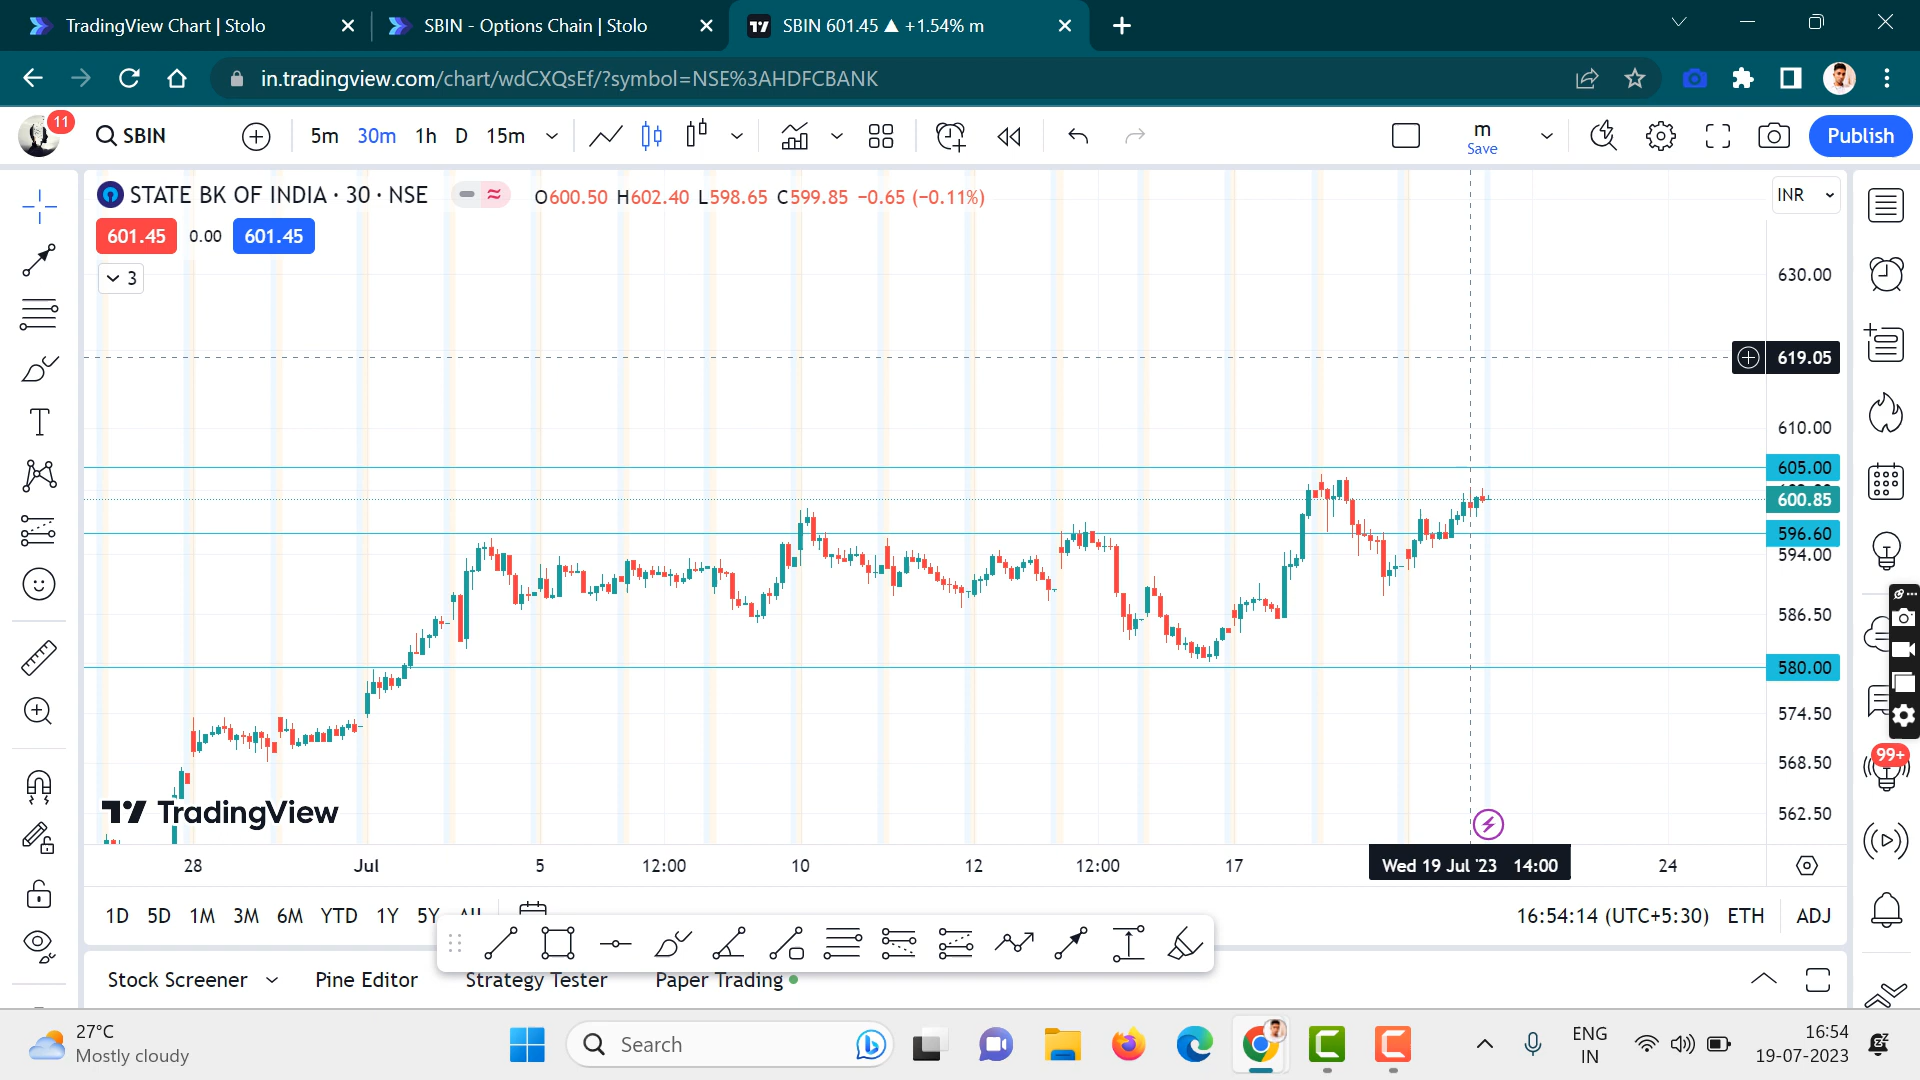 TradingView Chart | Stolo
SBIN - Options Chain | Stolo
SBIN 601.45 ▲ +1.54% m
in.tradingview.com/chart/wdCXQsEf/?symbol=NSE%3AHDFCBANK
11
SBIN
5m 30m 1h D 15m
m
Save
Publish
STATE BK OF INDIA · 30 · NSE
O600.50 H602.40 L598.65 C599.85 −0.65 (−0.11%)
INR
601.45 0.00 601.45
3
630.00
619.05
610.00
605.00
600.85
596.60
594.00
586.50
580.00
574.50
568.50
562.50
99+
TradingView
28 Jul 5 12:00 10 12 12:00 17 Wed 19 Jul '23 14:00 24
1D 5D 1M 3M 6M YTD 1Y 5Y All
16:54:14 (UTC+5:30) ETH ADJ
Stock Screener Pine Editor Strategy Tester Paper Trading
27°C
Mostly cloudy
Search
ENG
IN
16:54
19-07-2023